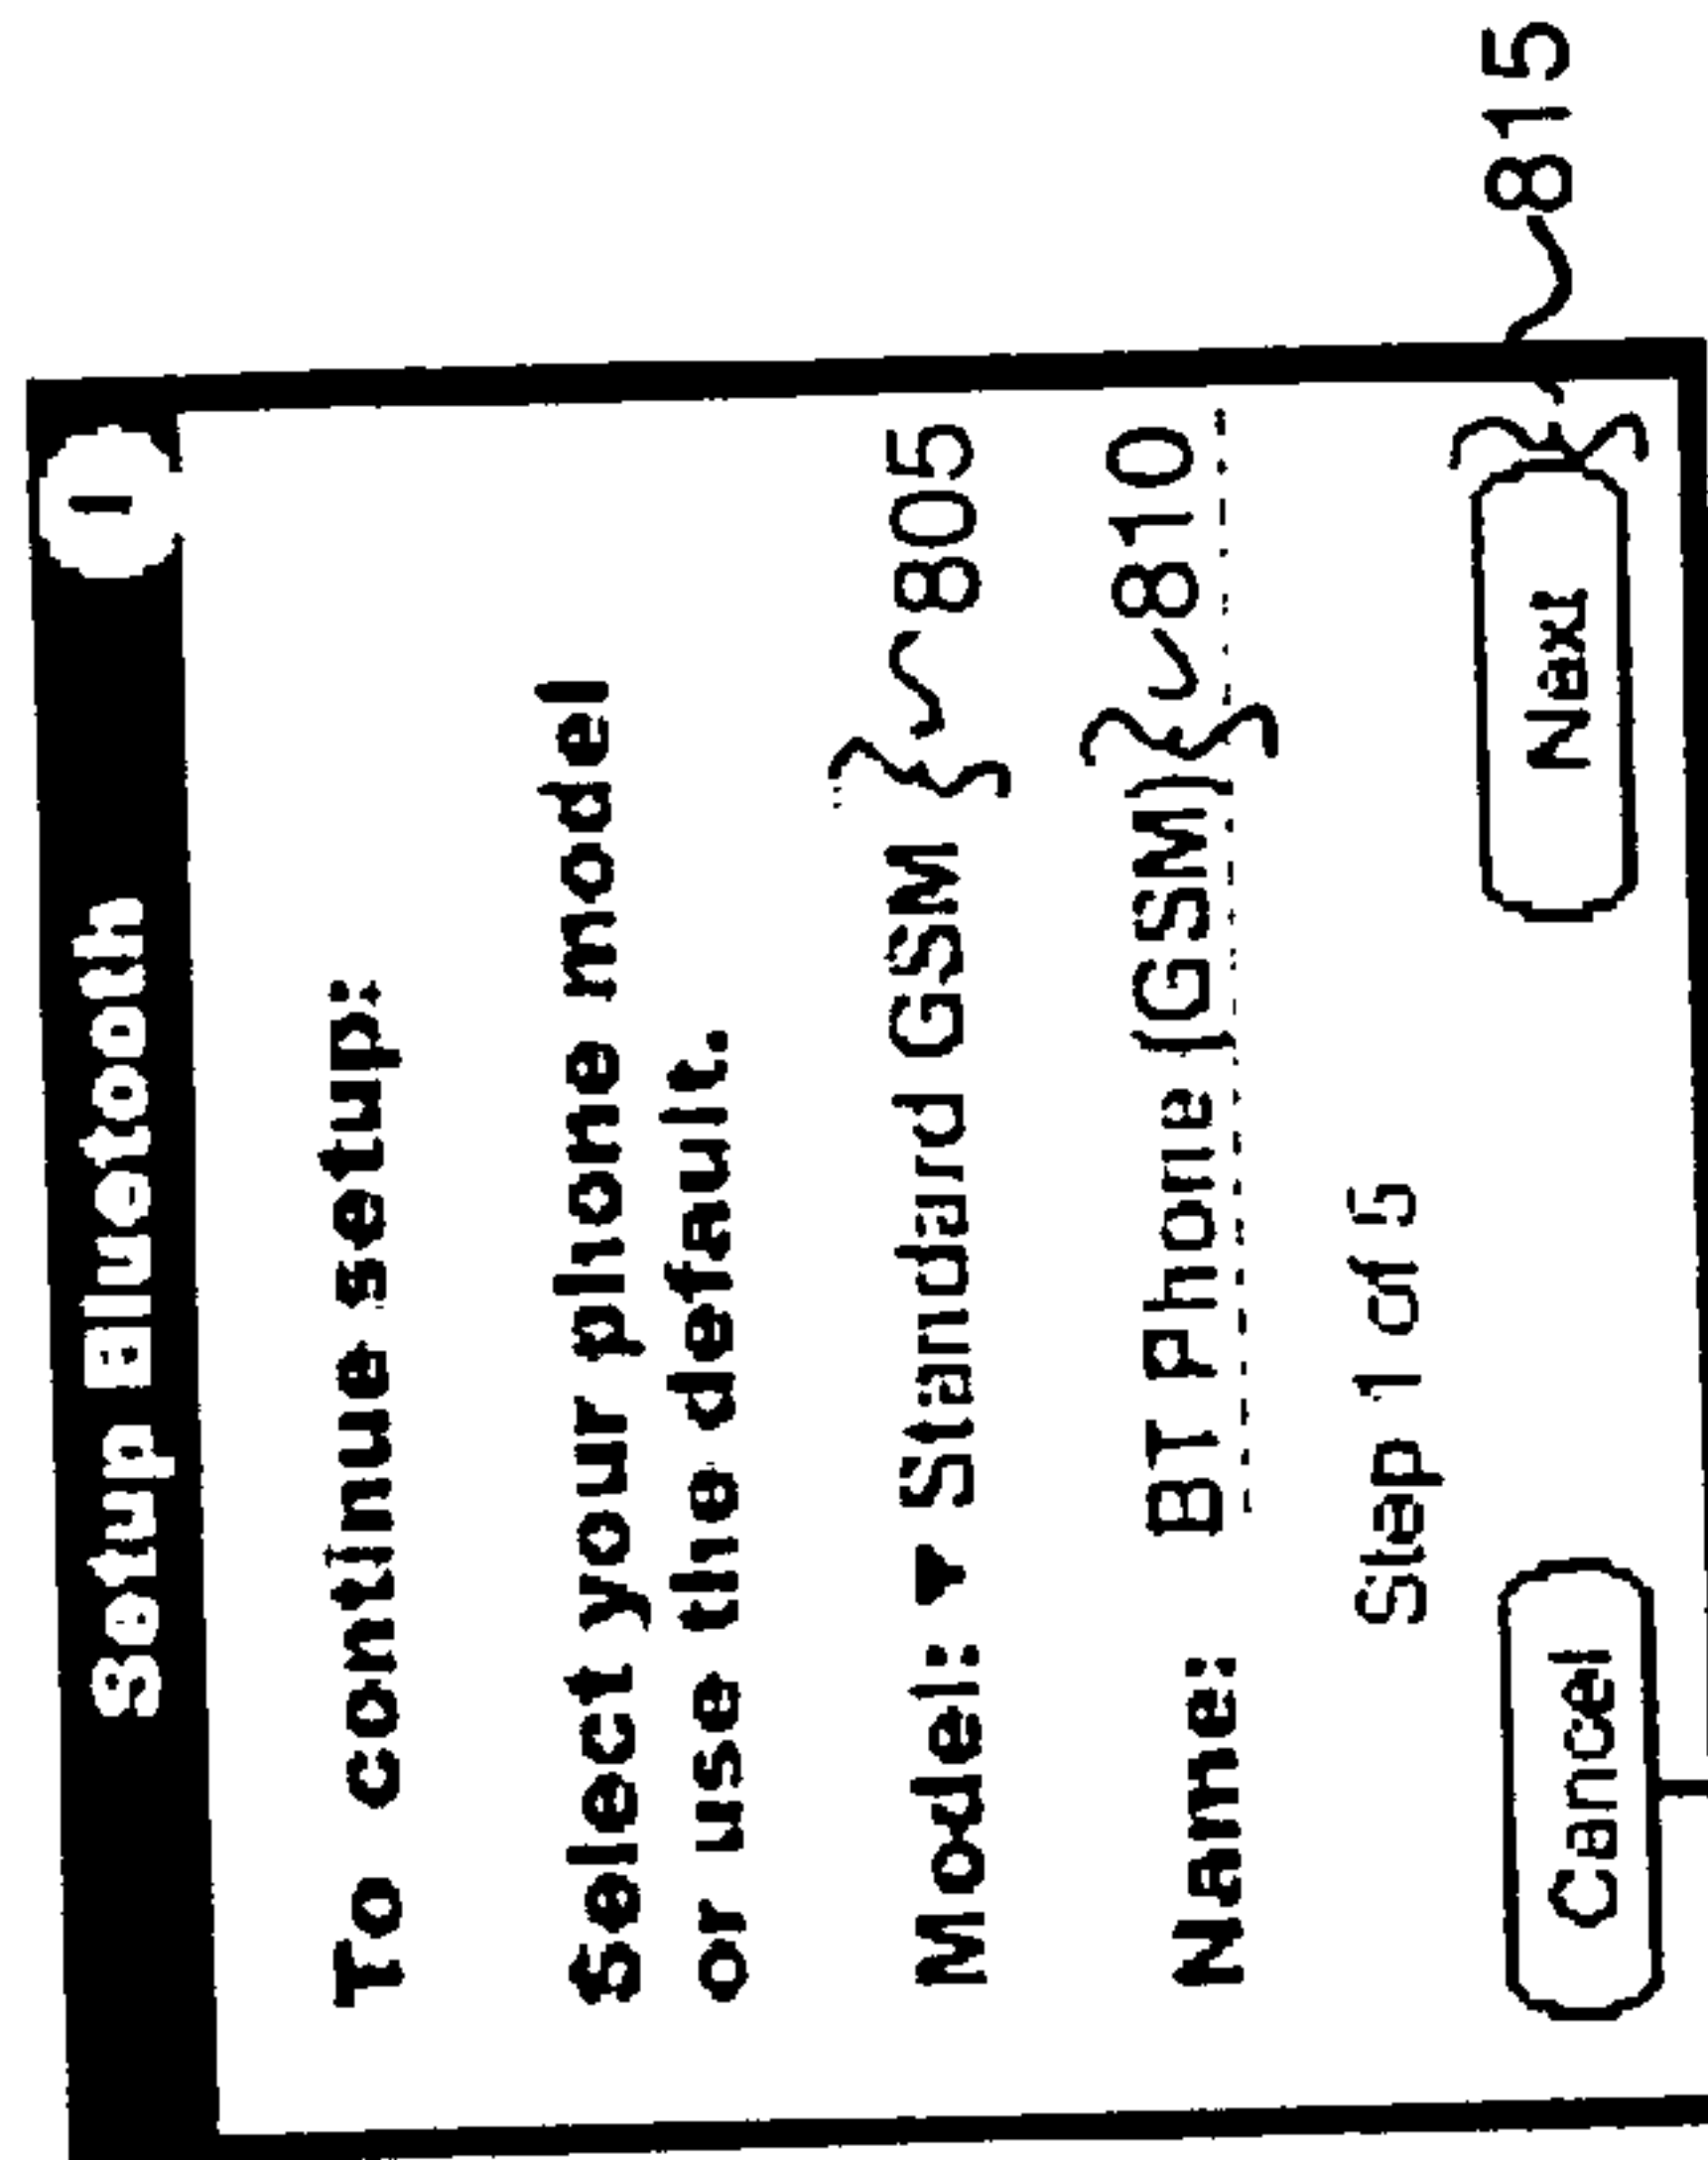 Setup Bluetooth i
To continue setup:
Select your phone model
or use the default.
Model: ▼ Standard GSM 805
Name: BT Phone (GSM) 810
Step 1 of 5
Cancel Next 815